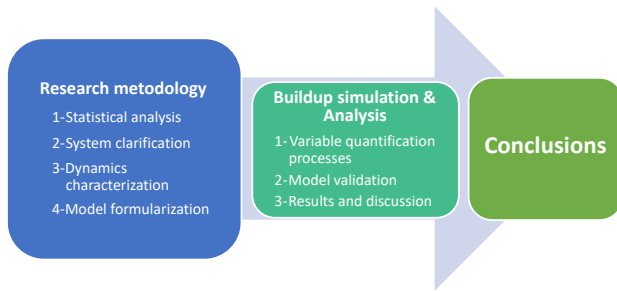 Research metodology
1-Statistical analysis
2-System clarification
3-Dynamics
characterization
4-Model formularization
Buildup simulation &
Analysis
1-Variable quantification
processes
2-Model validation
3-Results and discussion
Conclusions